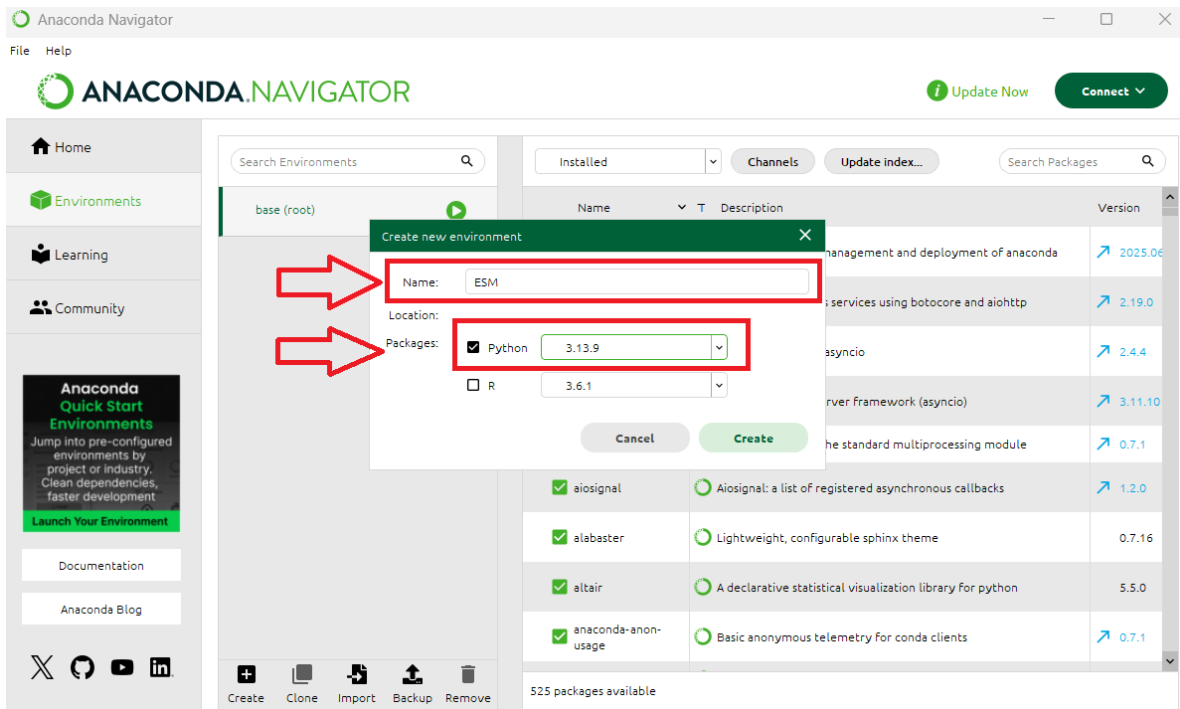 Anaconda Navigator
File Help
ANACONDA.NAVIGATOR
i Update Now
Connect
Home
Environments
Learning
Community
Anaconda
Quick Start
Environments
Jump into pre-configured
environments by
project or industry.
Clean dependencies,
faster development
Launch Your Environment
Documentation
Anaconda Blog
Search Environments
base (root)
Create Clone Import Backup Remove
Installed
Channels
Update index...
Search Packages
Name T Description Version
Create new environment
Name: ESM
Location:
Packages: Python 3.13.9
R 3.6.1
Cancel Create
management and deployment of anaconda 2025.06
services using botocore and aiohttp 2.19.0
asyncio 2.4.4
rver framework (asyncio) 3.11.10
he standard multiprocessing module 0.7.1
aiosignal Aiosignal: a list of registered asynchronous callbacks 1.2.0
alabaster Lightweight, configurable sphinx theme 0.7.16
altair A declarative statistical visualization library for python 5.5.0
anaconda-anon-
usage Basic anonymous telemetry for conda clients 0.7.1
525 packages available